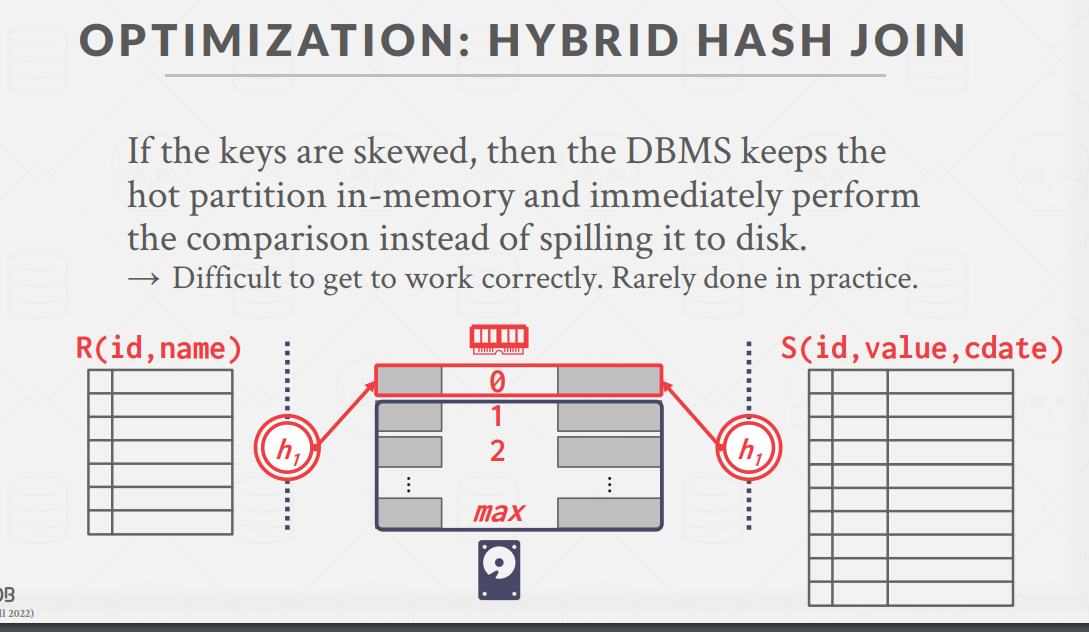 OPTIMIZATION: HYBRID HASH JOIN
If the keys are skewed, then the DBMS keeps the
hot partition in-memory and immediately perform
the comparison instead of spilling it to disk.
→ Difficult to get to work correctly. Rarely done in practice.
R(id,name)
S(id,value,cdate)
0
1
2
⋮ ⋮
max
h₁
h₁
DB
ll 2022)